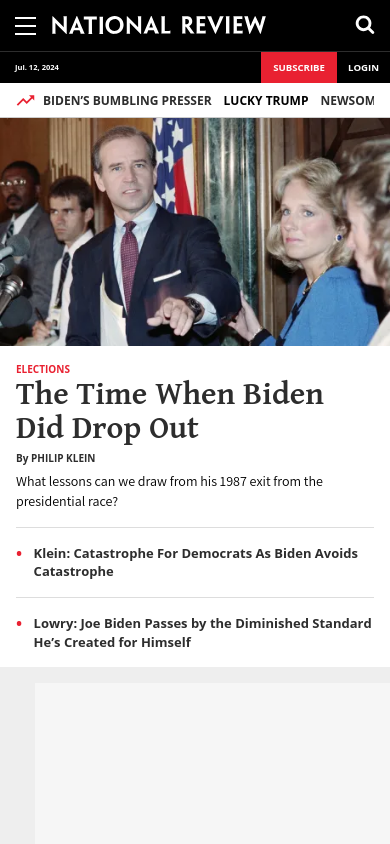 NATIONAL REVIEW
Jul. 12, 2024
SUBSCRIBE
LOGIN
BIDEN'S BUMBLING PRESSER LUCKY TRUMP NEWSOM
ELECTIONS
The Time When Biden
Did Drop Out
By PHILIP KLEIN
What lessons can we draw from his 1987 exit from the
presidential race?
• Klein: Catastrophe For Democrats As Biden Avoids
Catastrophe
• Lowry: Joe Biden Passes by the Diminished Standard
He's Created for Himself